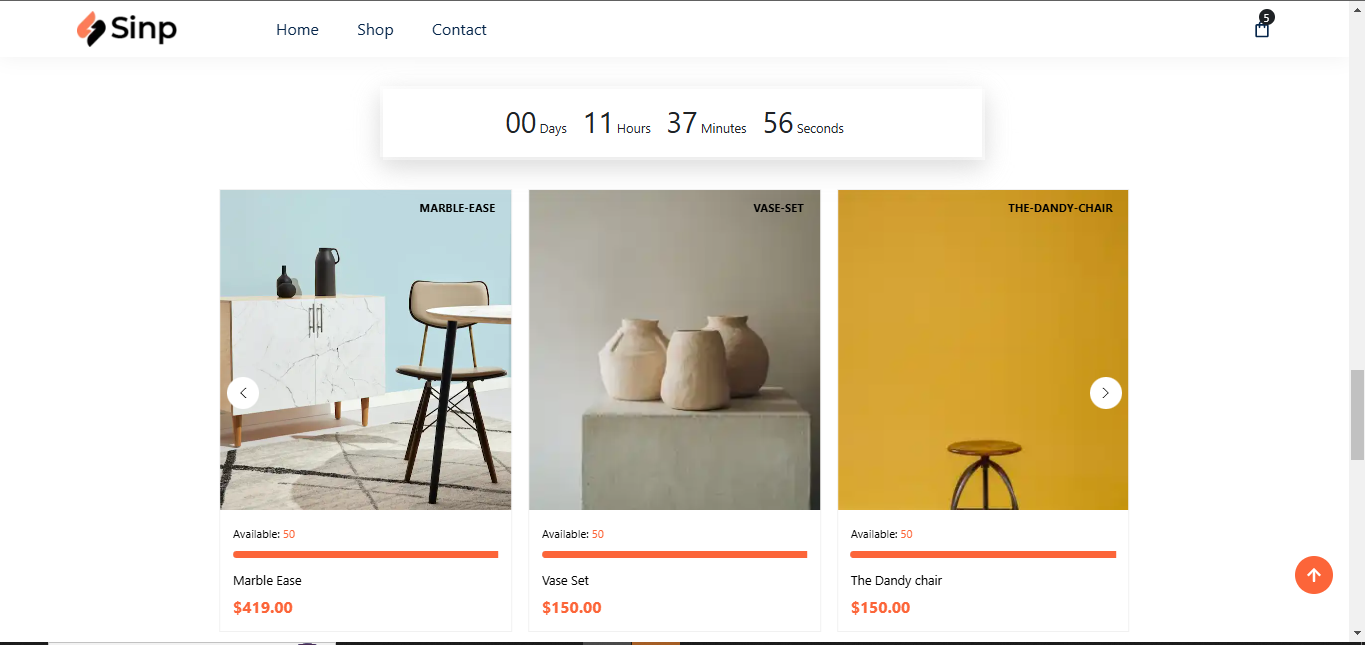 Sinp
Home Shop Contact
5
00 Days 11 Hours 37 Minutes 56 Seconds
MARBLE-EASE
VASE-SET
THE-DANDY-CHAIR
Available: 50
Available: 50
Available: 50
Marble Ease
Vase Set
The Dandy chair
$419.00
$150.00
$150.00